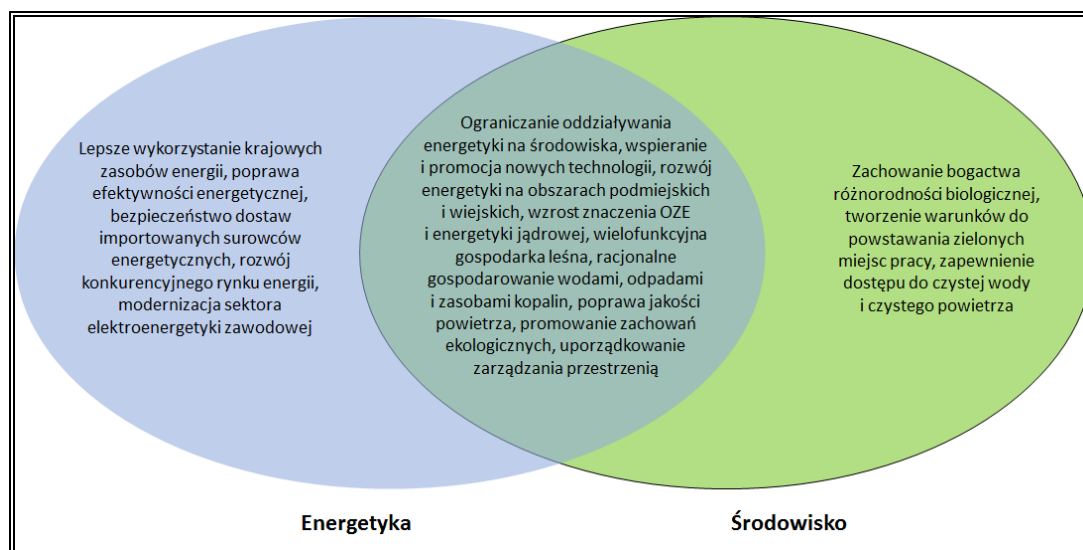 Lepsze wykorzystanie krajowych
zasobów energii, poprawa
efektywności energetycznej,
bezpieczeństwo dostaw
importowanych surowców
energetycznych, rozwój
konkurencyjnego rynku energii,
modernizacja sektora
elektroenergetyki zawodowej
Ograniczanie oddziaływania
energetyki na środowiska, wspieranie
i promocja nowych technologii, rozwój
energetyki na obszarach podmiejskich
i wiejskich, wzrost znaczenia OZE
i energetyki jądrowej, wielofunkcyjna
gospodarka leśna, racjonalne
gospodarowanie wodami, odpadami
i zasobami kopalin, poprawa jakości
powietrza, promowanie zachowań
ekologicznych, uporządkowanie
zarządzania przestrzenią
Zachowanie bogactwa
różnorodności biologicznej,
tworzenie warunków do
powstawania zielonych
miejsc pracy, zapewnienie
dostępu do czystej wody
i czystego powietrza
Energetyka
Środowisko